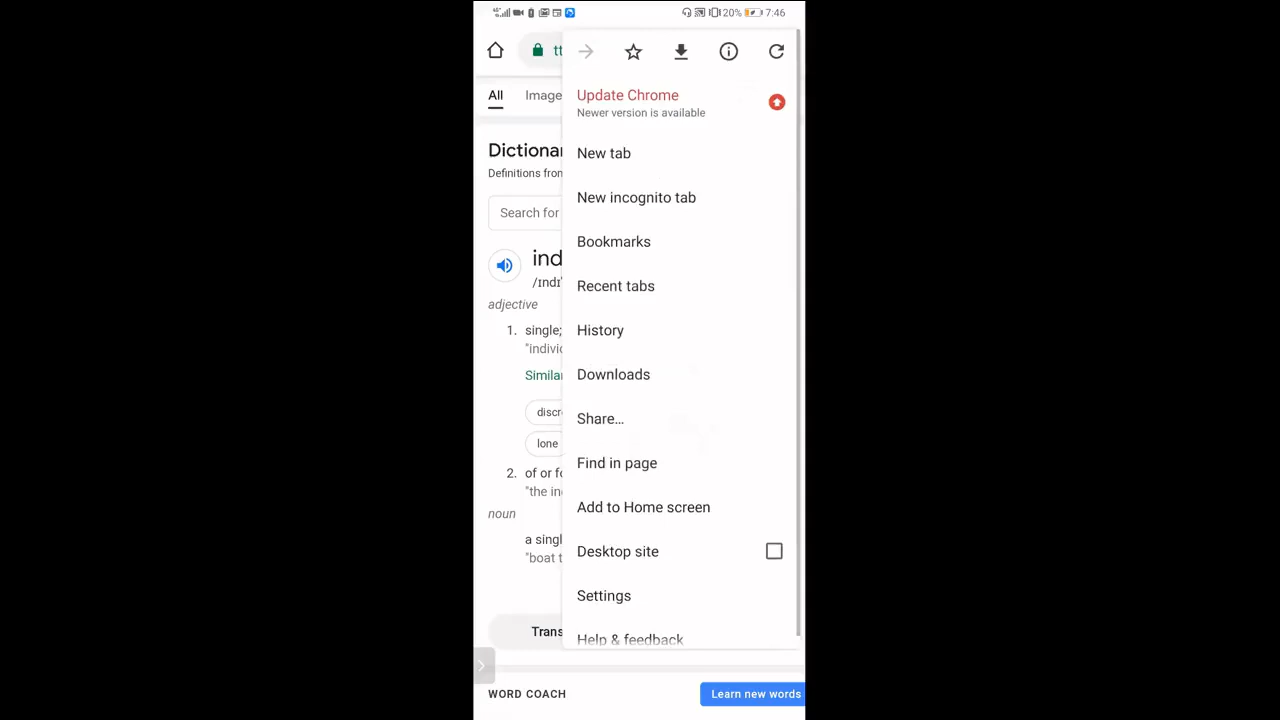 20% 7:46
tt
Update Chrome
Newer version is available
All Image
New tab
Dictionar
Definitions from
New incognito tab
Search for
Bookmarks
ind
/ɪndɪ
Recent tabs
adjective
1. single;
History
"indivi
Similar
Downloads
discr
Share...
lone
Find in page
2. of or fo
"the in
Add to Home screen
noun
a singl
Desktop site
"boat t
Settings
Trans
Help & feedback
WORD COACH
Learn new words